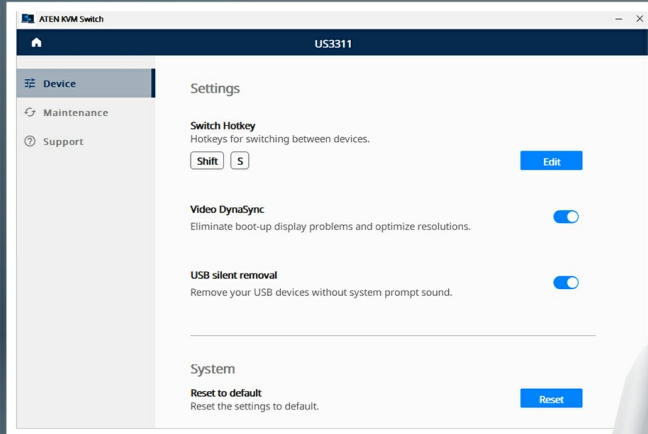 ATEN KVM Switch
US3311
Device
Maintenance
Support
Settings
Switch Hotkey
Hotkeys for switching between devices.
Shift S
Edit
Video DynaSync
Eliminate boot-up display problems and optimize resolutions.
USB silent removal
Remove your USB devices without system prompt sound.
System
Reset to default
Reset the settings to default.
Reset